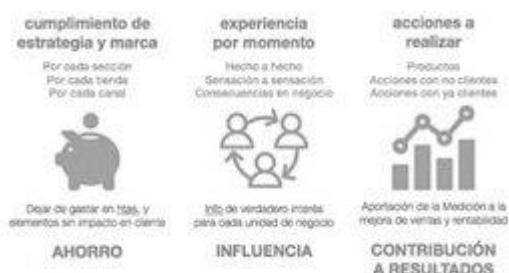 cumplimiento de
estrategia y marca
Por cada sección
Por cada tienda
Por cada canal
Dejar de gastar en htas, y
elementos sin impacto en cliente
AHORRO
experiencia
por momento
Hecho a hecho
Sensación a sensación
Consecuencias en negocio
Info de verdadero interés
para cada unidad de negocio
INFLUENCIA
acciones a
realizar
Productos
Acciones con no clientes
Acciones con ya clientes
Aportación de la Medición a la
mejora de ventas y rentabilidad
CONTRIBUCIÓN
A RESULTADOS